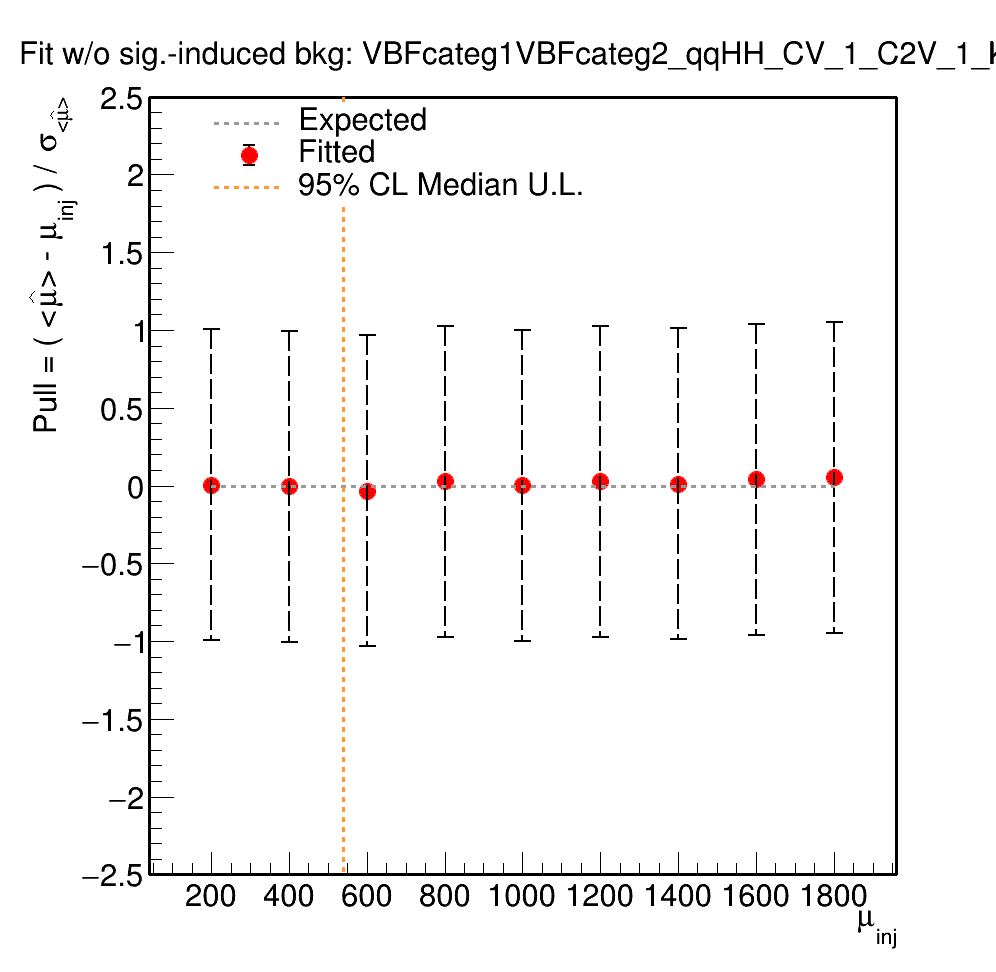 Fit w/o sig.-induced bkg: VBFcateg1VBFcateg2_qqHH_CV_1_C2V_1_k
Pull = ( <μ̂> - μinj ) / σ<μ̂>
2.5
2
1.5
1
0.5
0
−0.5
−1
−1.5
−2
−2.5
Expected
Fitted
95% CL Median U.L.
200 400 600 800 1000 1200 1400 1600 1800
μinj